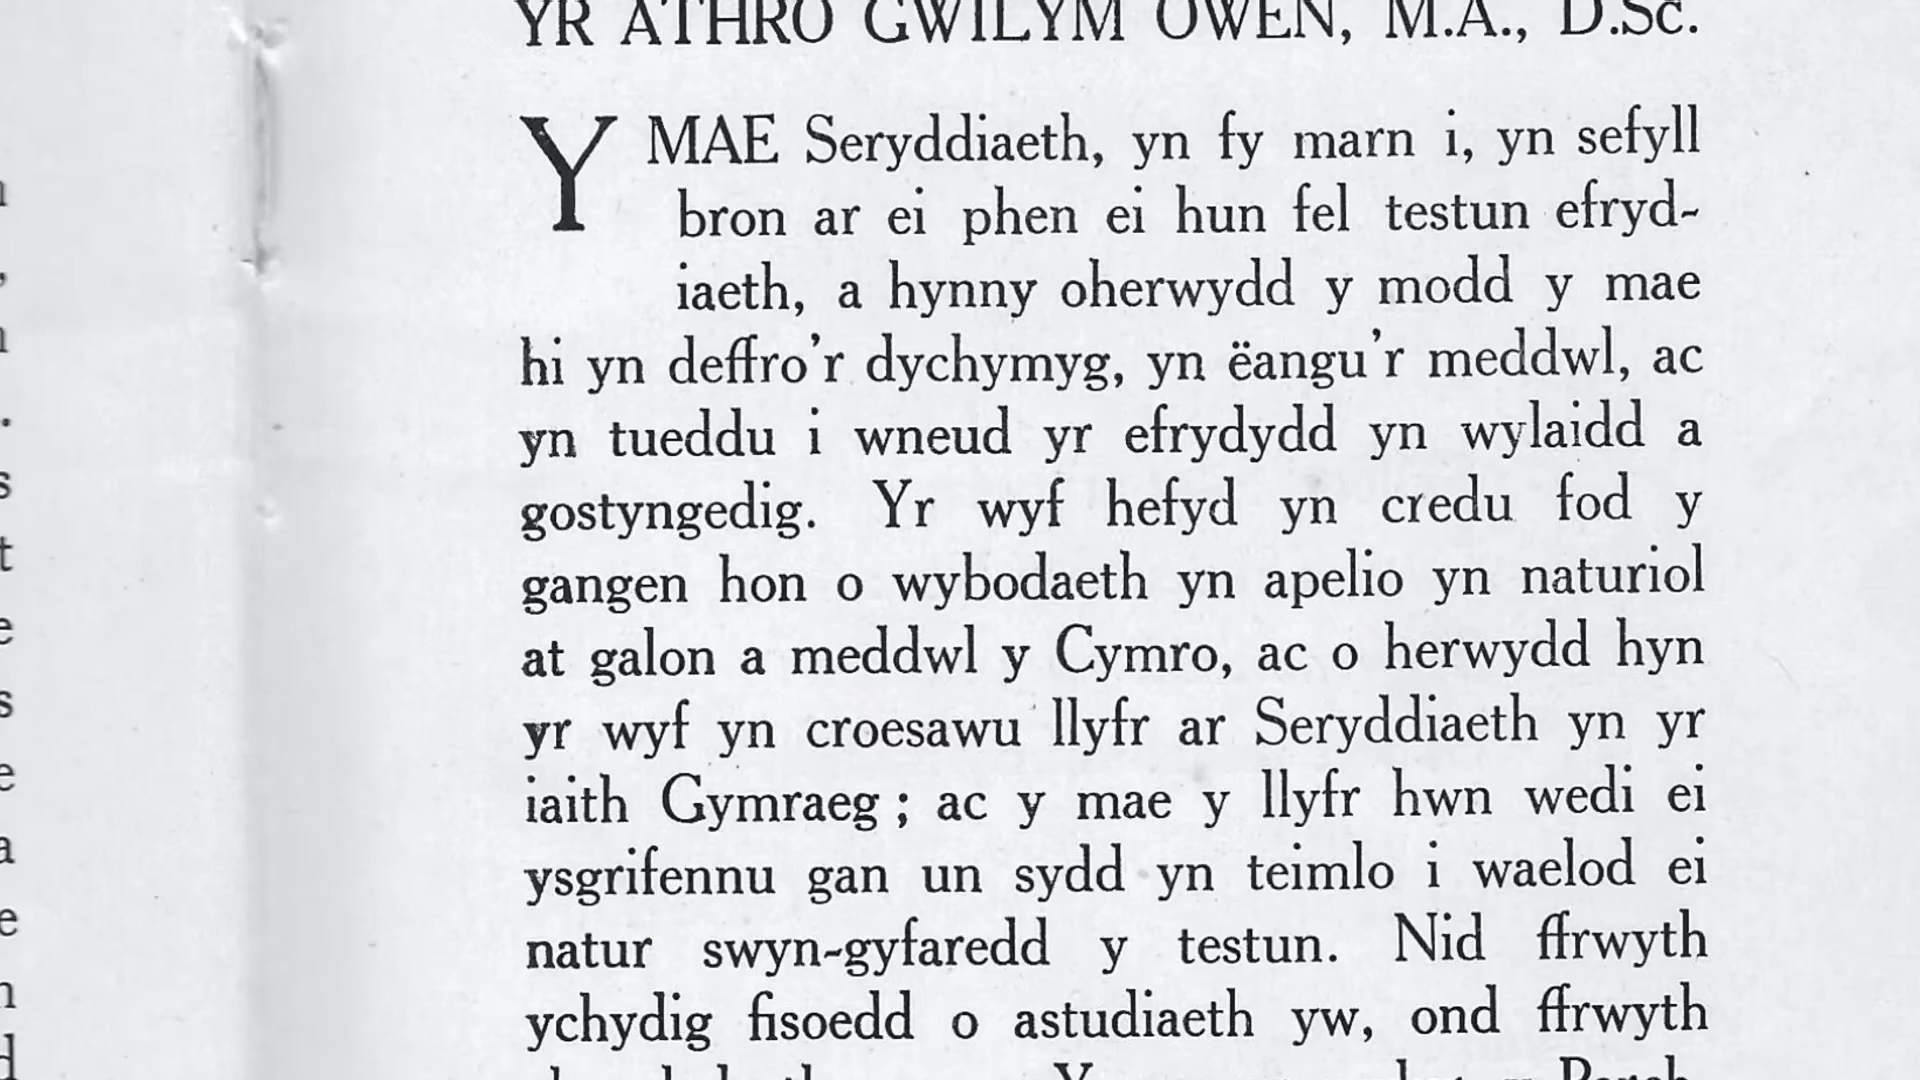 YR ATHRO GWILYM OWEN, M.A., D.Sc.
Y MAE Seryddiaeth, yn fy marn i, yn sefyll
bron ar ei phen ei hun fel testun efryd-
iaeth, a hynny oherwydd y modd y mae
hi yn deffro'r dychymyg, yn ëangu'r meddwl, ac
yn tueddu i wneud yr efrydydd yn wylaidd a
gostyngedig. Yr wyf hefyd yn credu fod y
gangen hon o wybodaeth yn apelio yn naturiol
at galon a meddwl y Cymro, ac o herwydd hyn
yr wyf yn croesawu llyfr ar Seryddiaeth yn yr
iaith Gymraeg ; ac y mae y llyfr hwn wedi ei
ysgrifennu gan un sydd yn teimlo i waelod ei
natur swyn-gyfaredd y testun. Nid ffrwyth
ychydig fisoedd o astudiaeth yw, ond ffrwyth